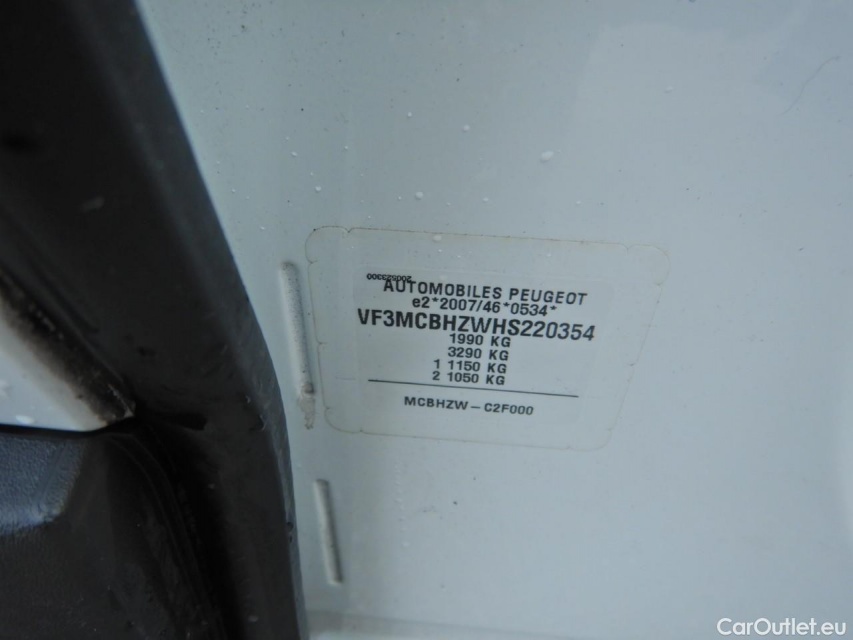 200523300
AUTOMOBILES PEUGEOT
e2*2007/46*0534*
VF3MCBHZWHS220354
1990 KG
3290 KG
1 1150 KG
2 1050 KG
MCBHZW-C2F000
CarOutlet.eu